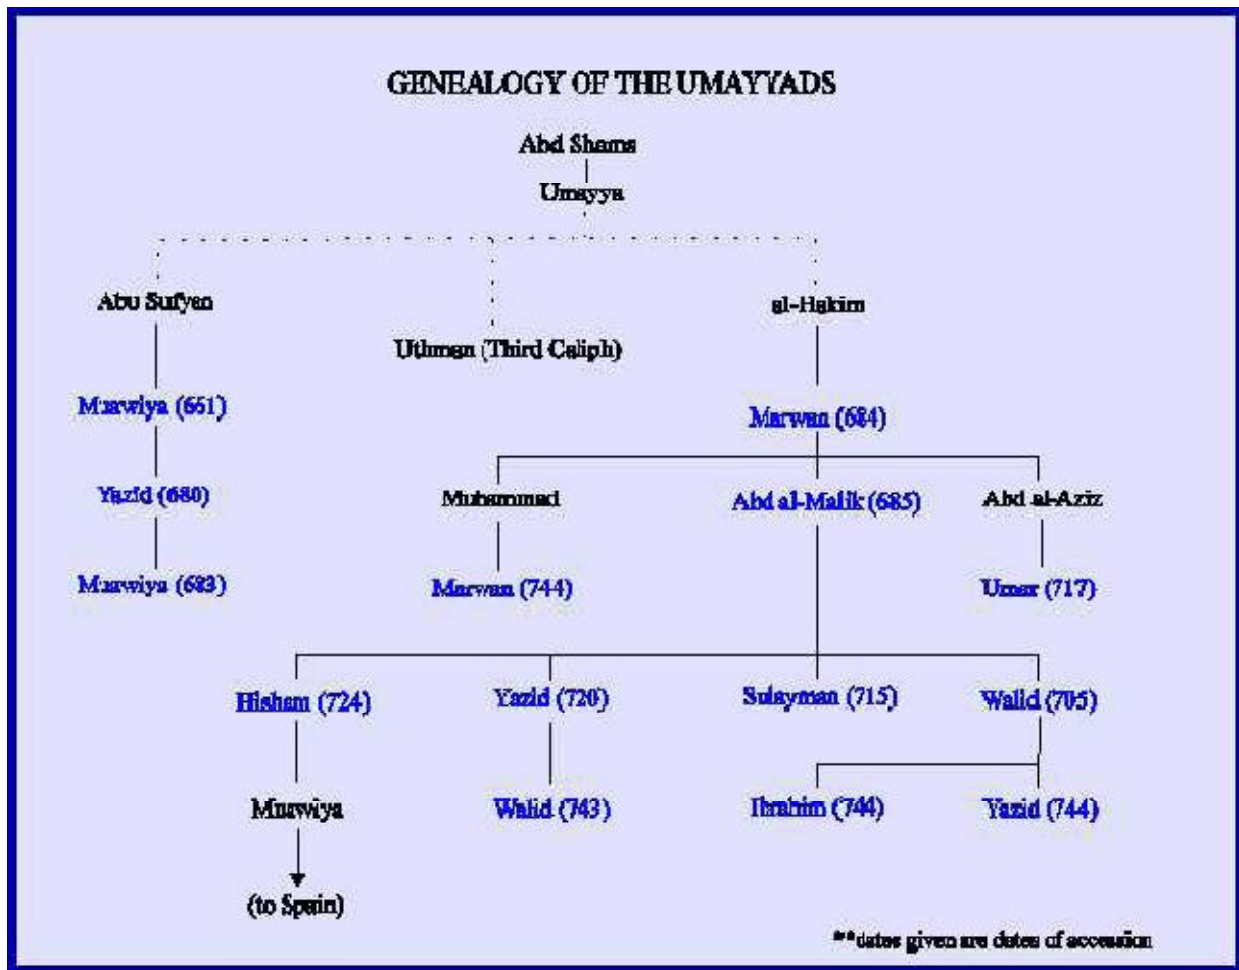 GENEALOGY OF THE UMAYYADS
Abd Shams
Umayya
Abu Sufyan
al-Hakim
Uthman (Third Caliph)
Muawiya (661)
Marwan (684)
Yazid (680)
Muhammad
Abd al-Malik (685)
Abd al-Aziz
Muawiya (683)
Marwan (744)
Umar (717)
Hisham (724)
Yazid (720)
Sulayman (715)
Walid (705)
Muawiya
Walid (743)
Ibrahim (744)
Yazid (744)
(to Spain)
**dates given are dates of accession